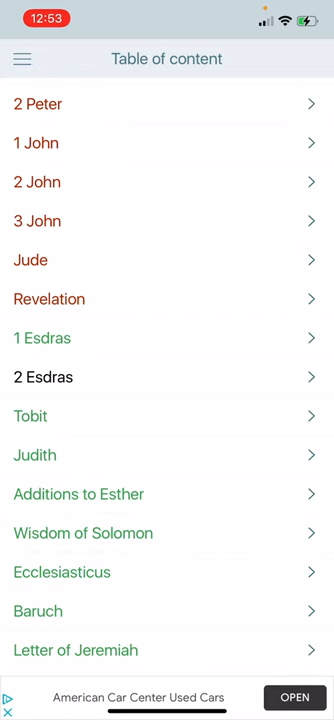 12:53
Table of content
2 Peter
1 John
2 John
3 John
Jude
Revelation
1 Esdras
2 Esdras
Tobit
Judith
Additions to Esther
Wisdom of Solomon
Ecclesiasticus
Baruch
Letter of Jeremiah
American Car Center Used Cars
OPEN